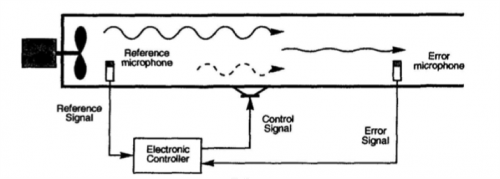 Reference
microphone
Error
microphone
Reference
Signal
Control
Signal
Error
Signal
Electronic
Controller